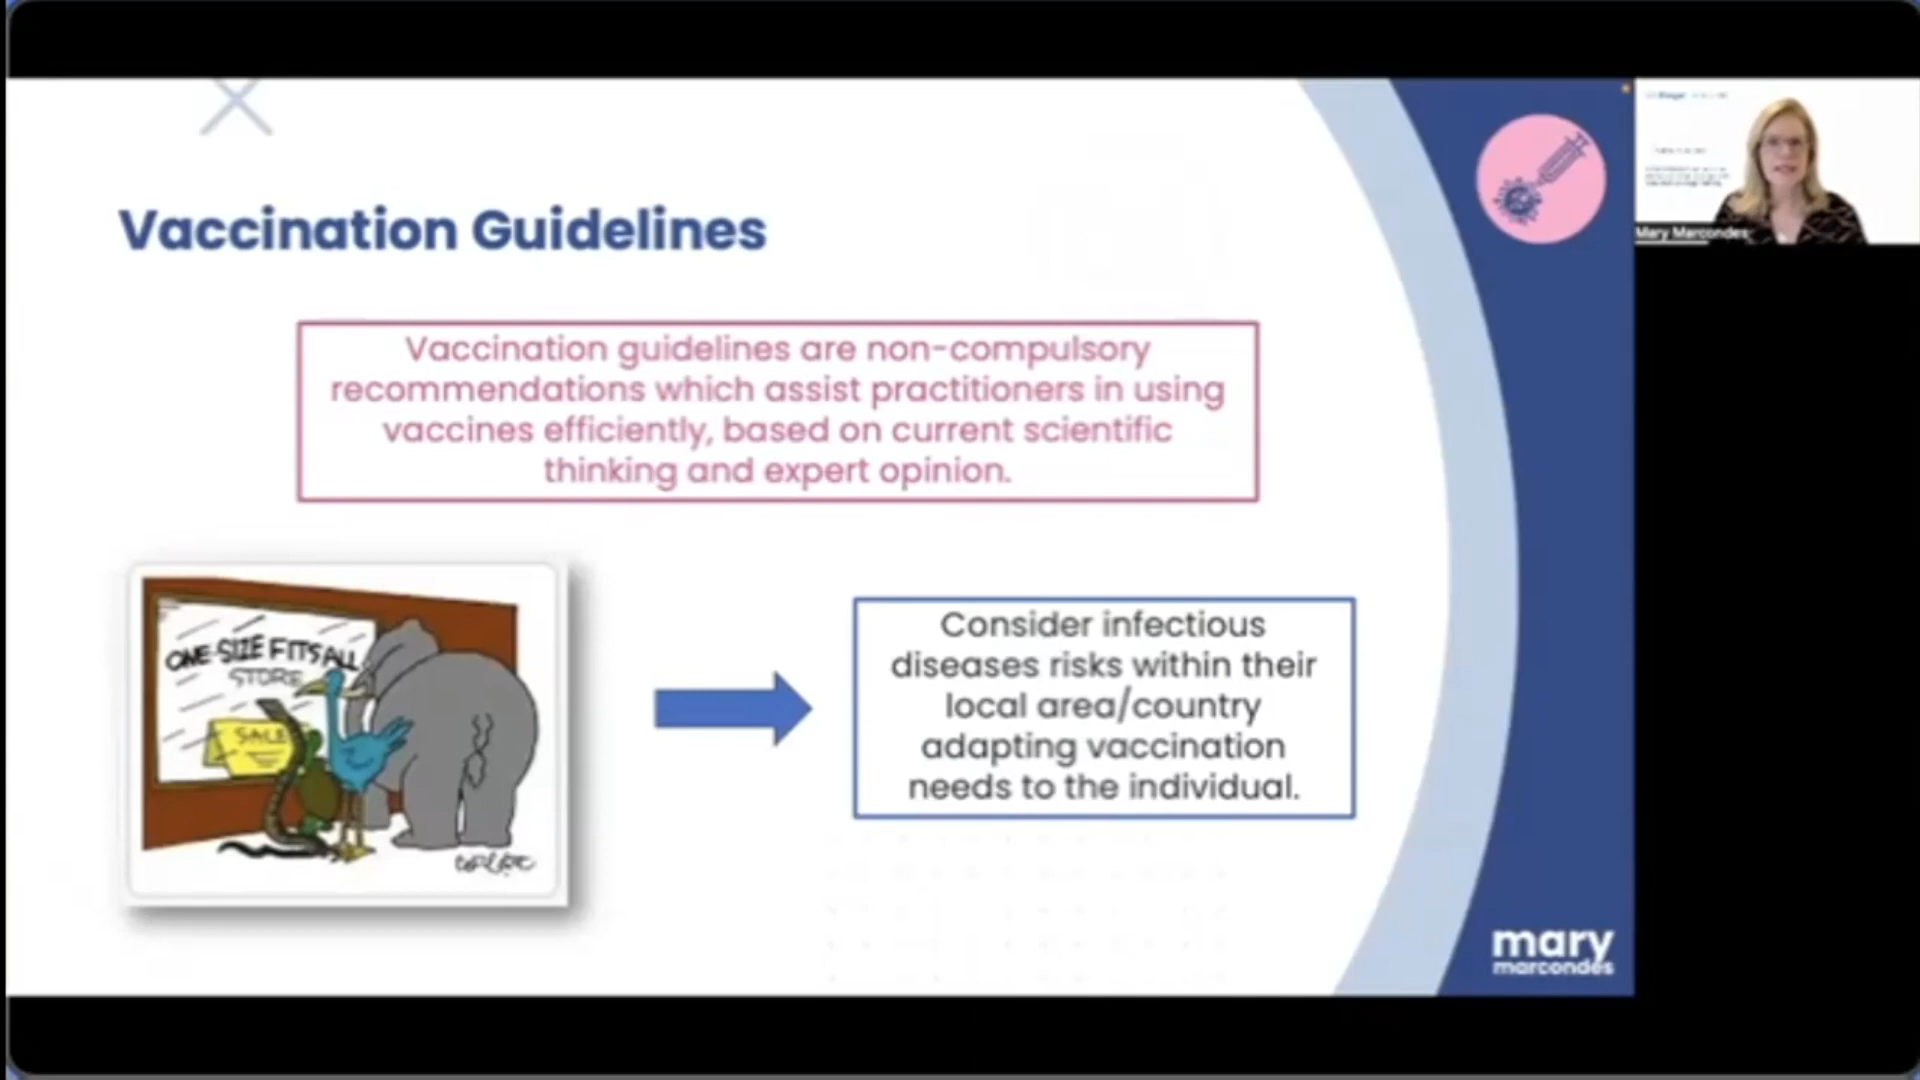 Vaccination Guidelines
Vaccination guidelines are non-compulsory
recommendations which assist practitioners in using
vaccines efficiently, based on current scientific
thinking and expert opinion.
ONE SIZE FITS ALL
STORE
SALE
Consider infectious
diseases risks within their
local area/country
adapting vaccination
needs to the individual.
mary
marcondes
Mary Marcondes